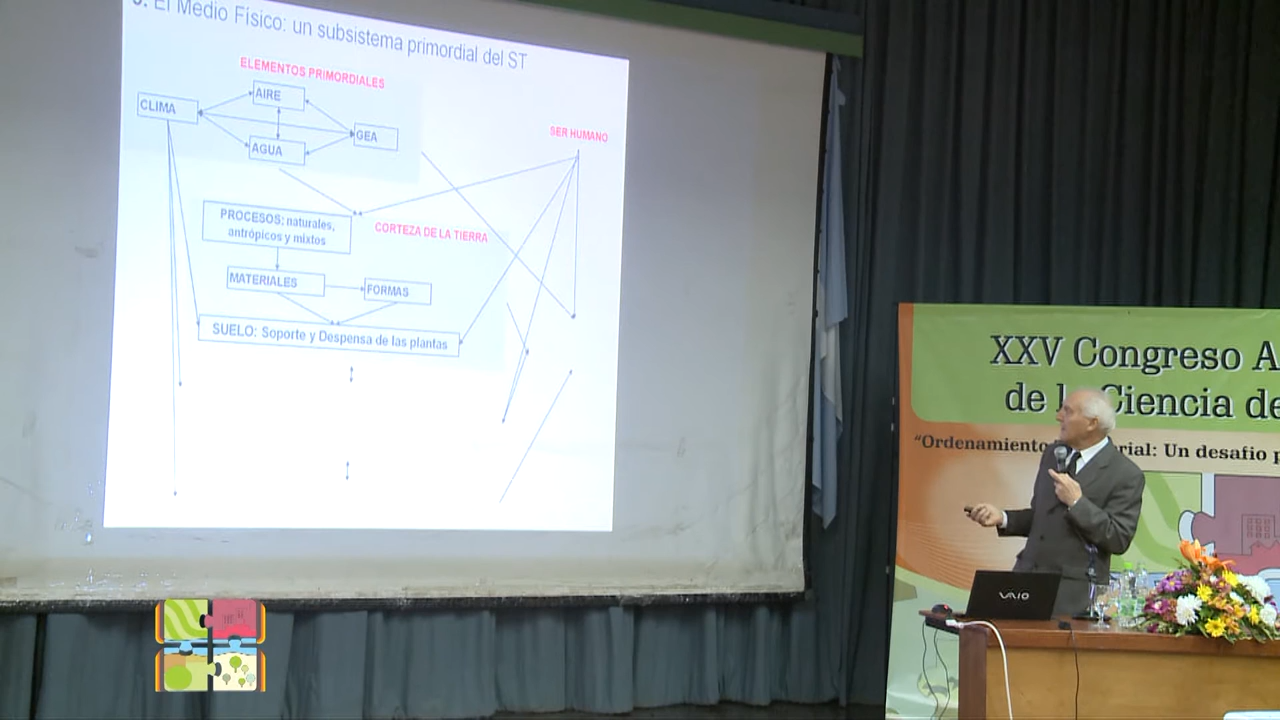 El Medio Físico: un subsistema primordial del ST
ELEMENTOS PRIMORDIALES
CLIMA
AIRE
AGUA
GEA
SER HUMANO
PROCESOS: naturales,
antrópicos y mixtos
CORTEZA DE LA TIERRA
MATERIALES
FORMAS
SUELO: Soporte y Despensa de las plantas
XXV Congreso A
de la Ciencia de
"Ordenamiento rial: Un desafio p
VAIO